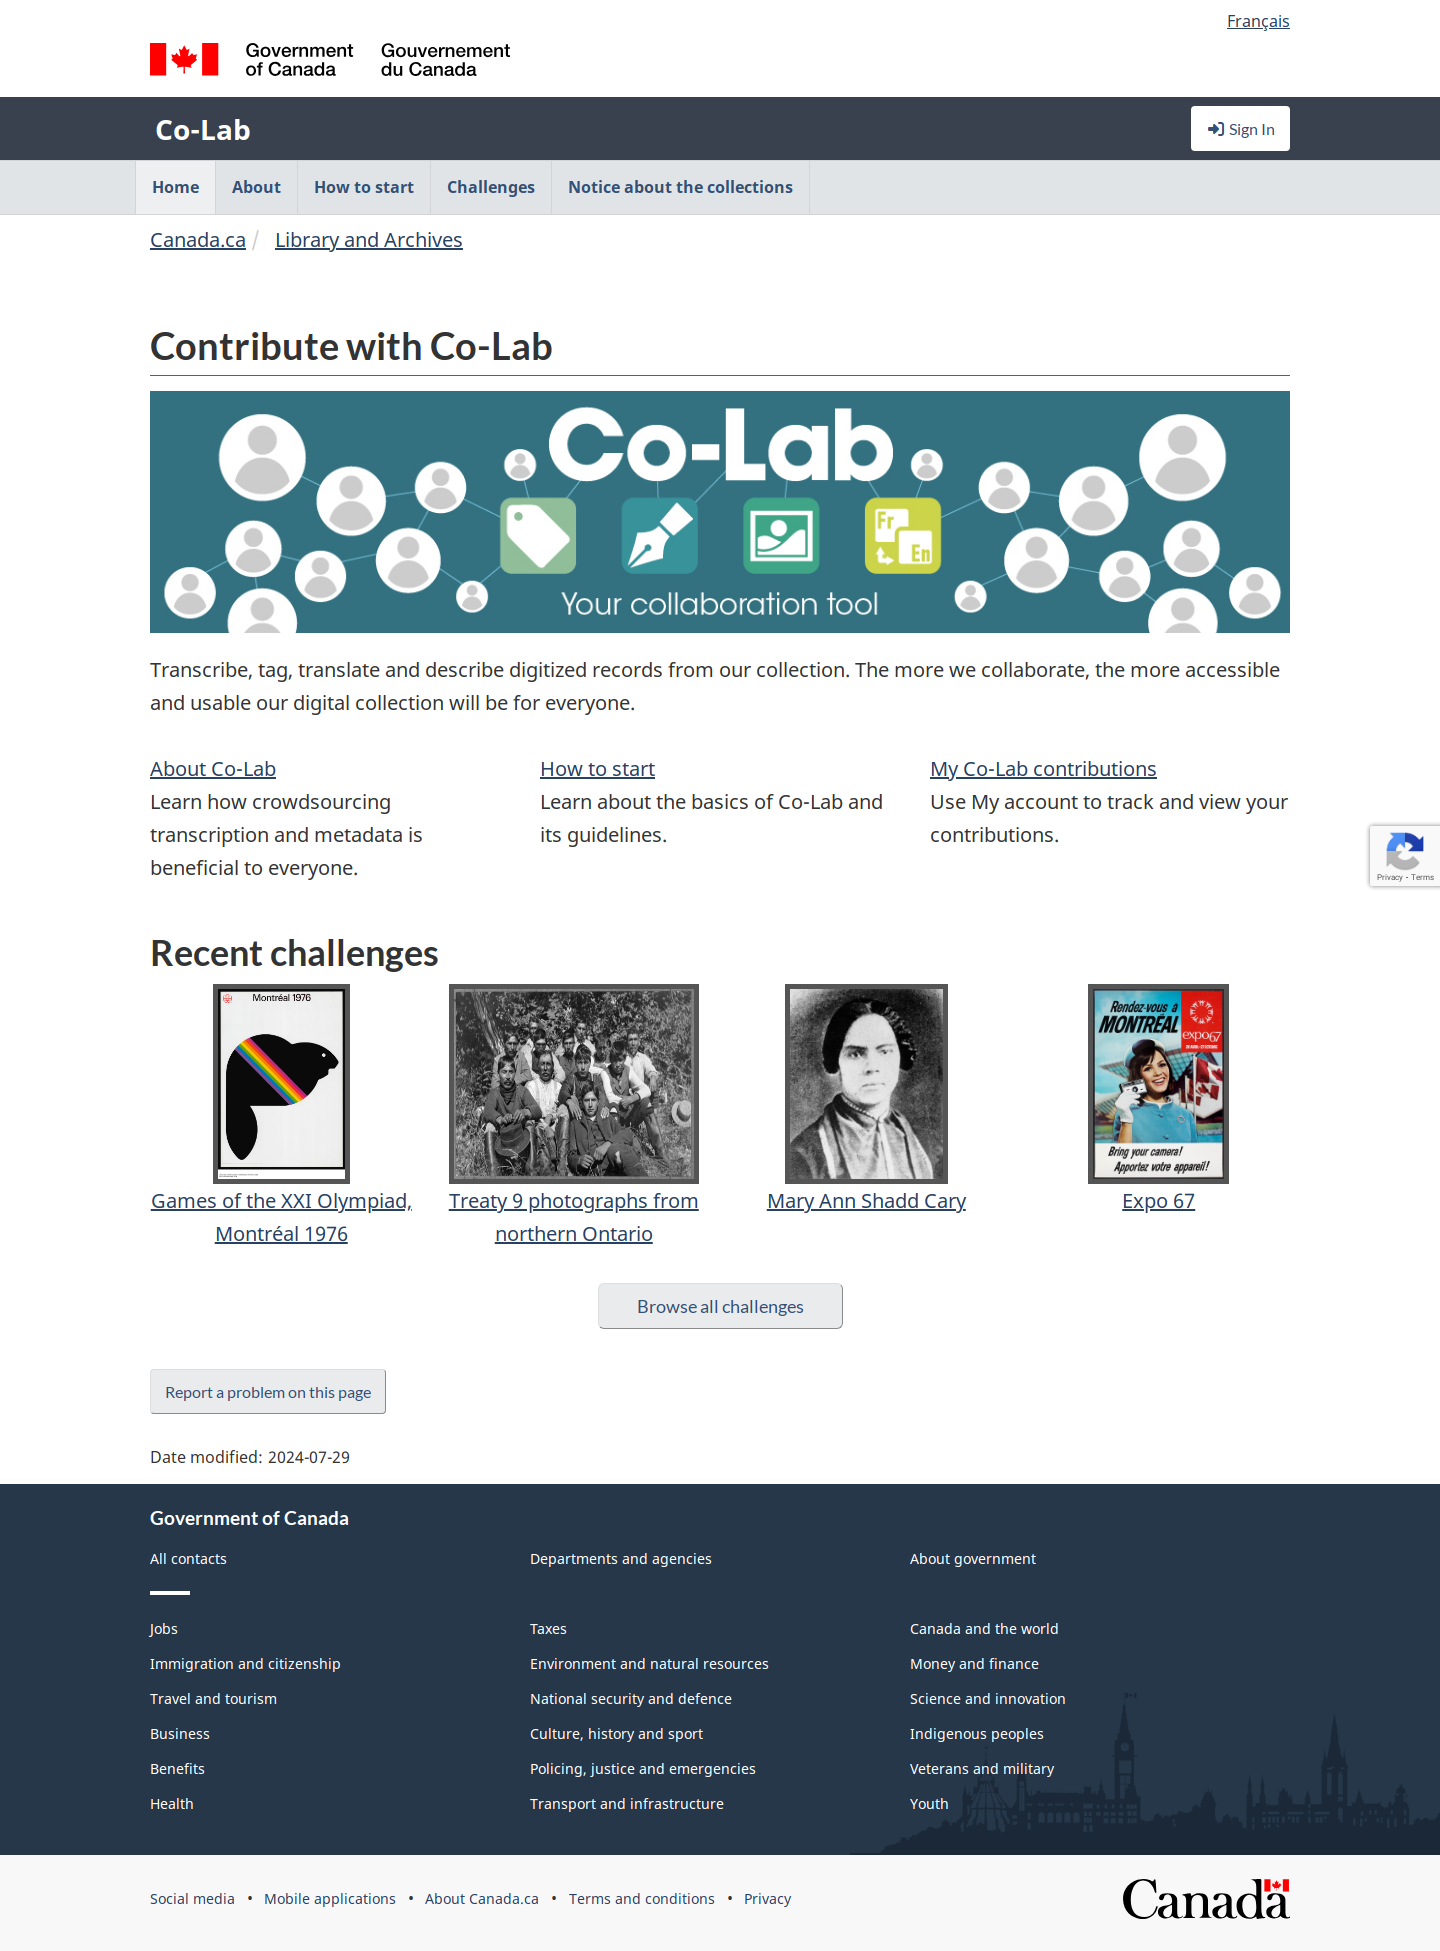 Français
Government of Canada
Gouvernement du Canada
Co-Lab
Sign In
Home
About
How to start
Challenges
Notice about the collections
Canada.ca / Library and Archives
Contribute with Co-Lab
Co-Lab
Fr
En
Your collaboration tool
Transcribe, tag, translate and describe digitized records from our collection. The more we collaborate, the more accessible
and usable our digital collection will be for everyone.
About Co-Lab
Learn how crowdsourcing
transcription and metadata is
beneficial to everyone.
How to start
Learn about the basics of Co-Lab and
its guidelines.
My Co-Lab contributions
Use My account to track and view your
contributions.
Privacy - Terms
Recent challenges
Montréal 1976
Games of the XXI Olympiad,
Montréal 1976
Treaty 9 photographs from
northern Ontario
Mary Ann Shadd Cary
Rendez-vous à
MONTRÉAL
expo67
Bring your camera!
Apportez votre appareil!
Expo 67
Browse all challenges
Report a problem on this page
Date modified: 2024-07-29
Government of Canada
All contacts
Departments and agencies
About government
Jobs
Taxes
Canada and the world
Immigration and citizenship
Environment and natural resources
Money and finance
Travel and tourism
National security and defence
Science and innovation
Business
Culture, history and sport
Indigenous peoples
Benefits
Policing, justice and emergencies
Veterans and military
Health
Transport and infrastructure
Youth
Social media • Mobile applications • About Canada.ca • Terms and conditions • Privacy
Canada